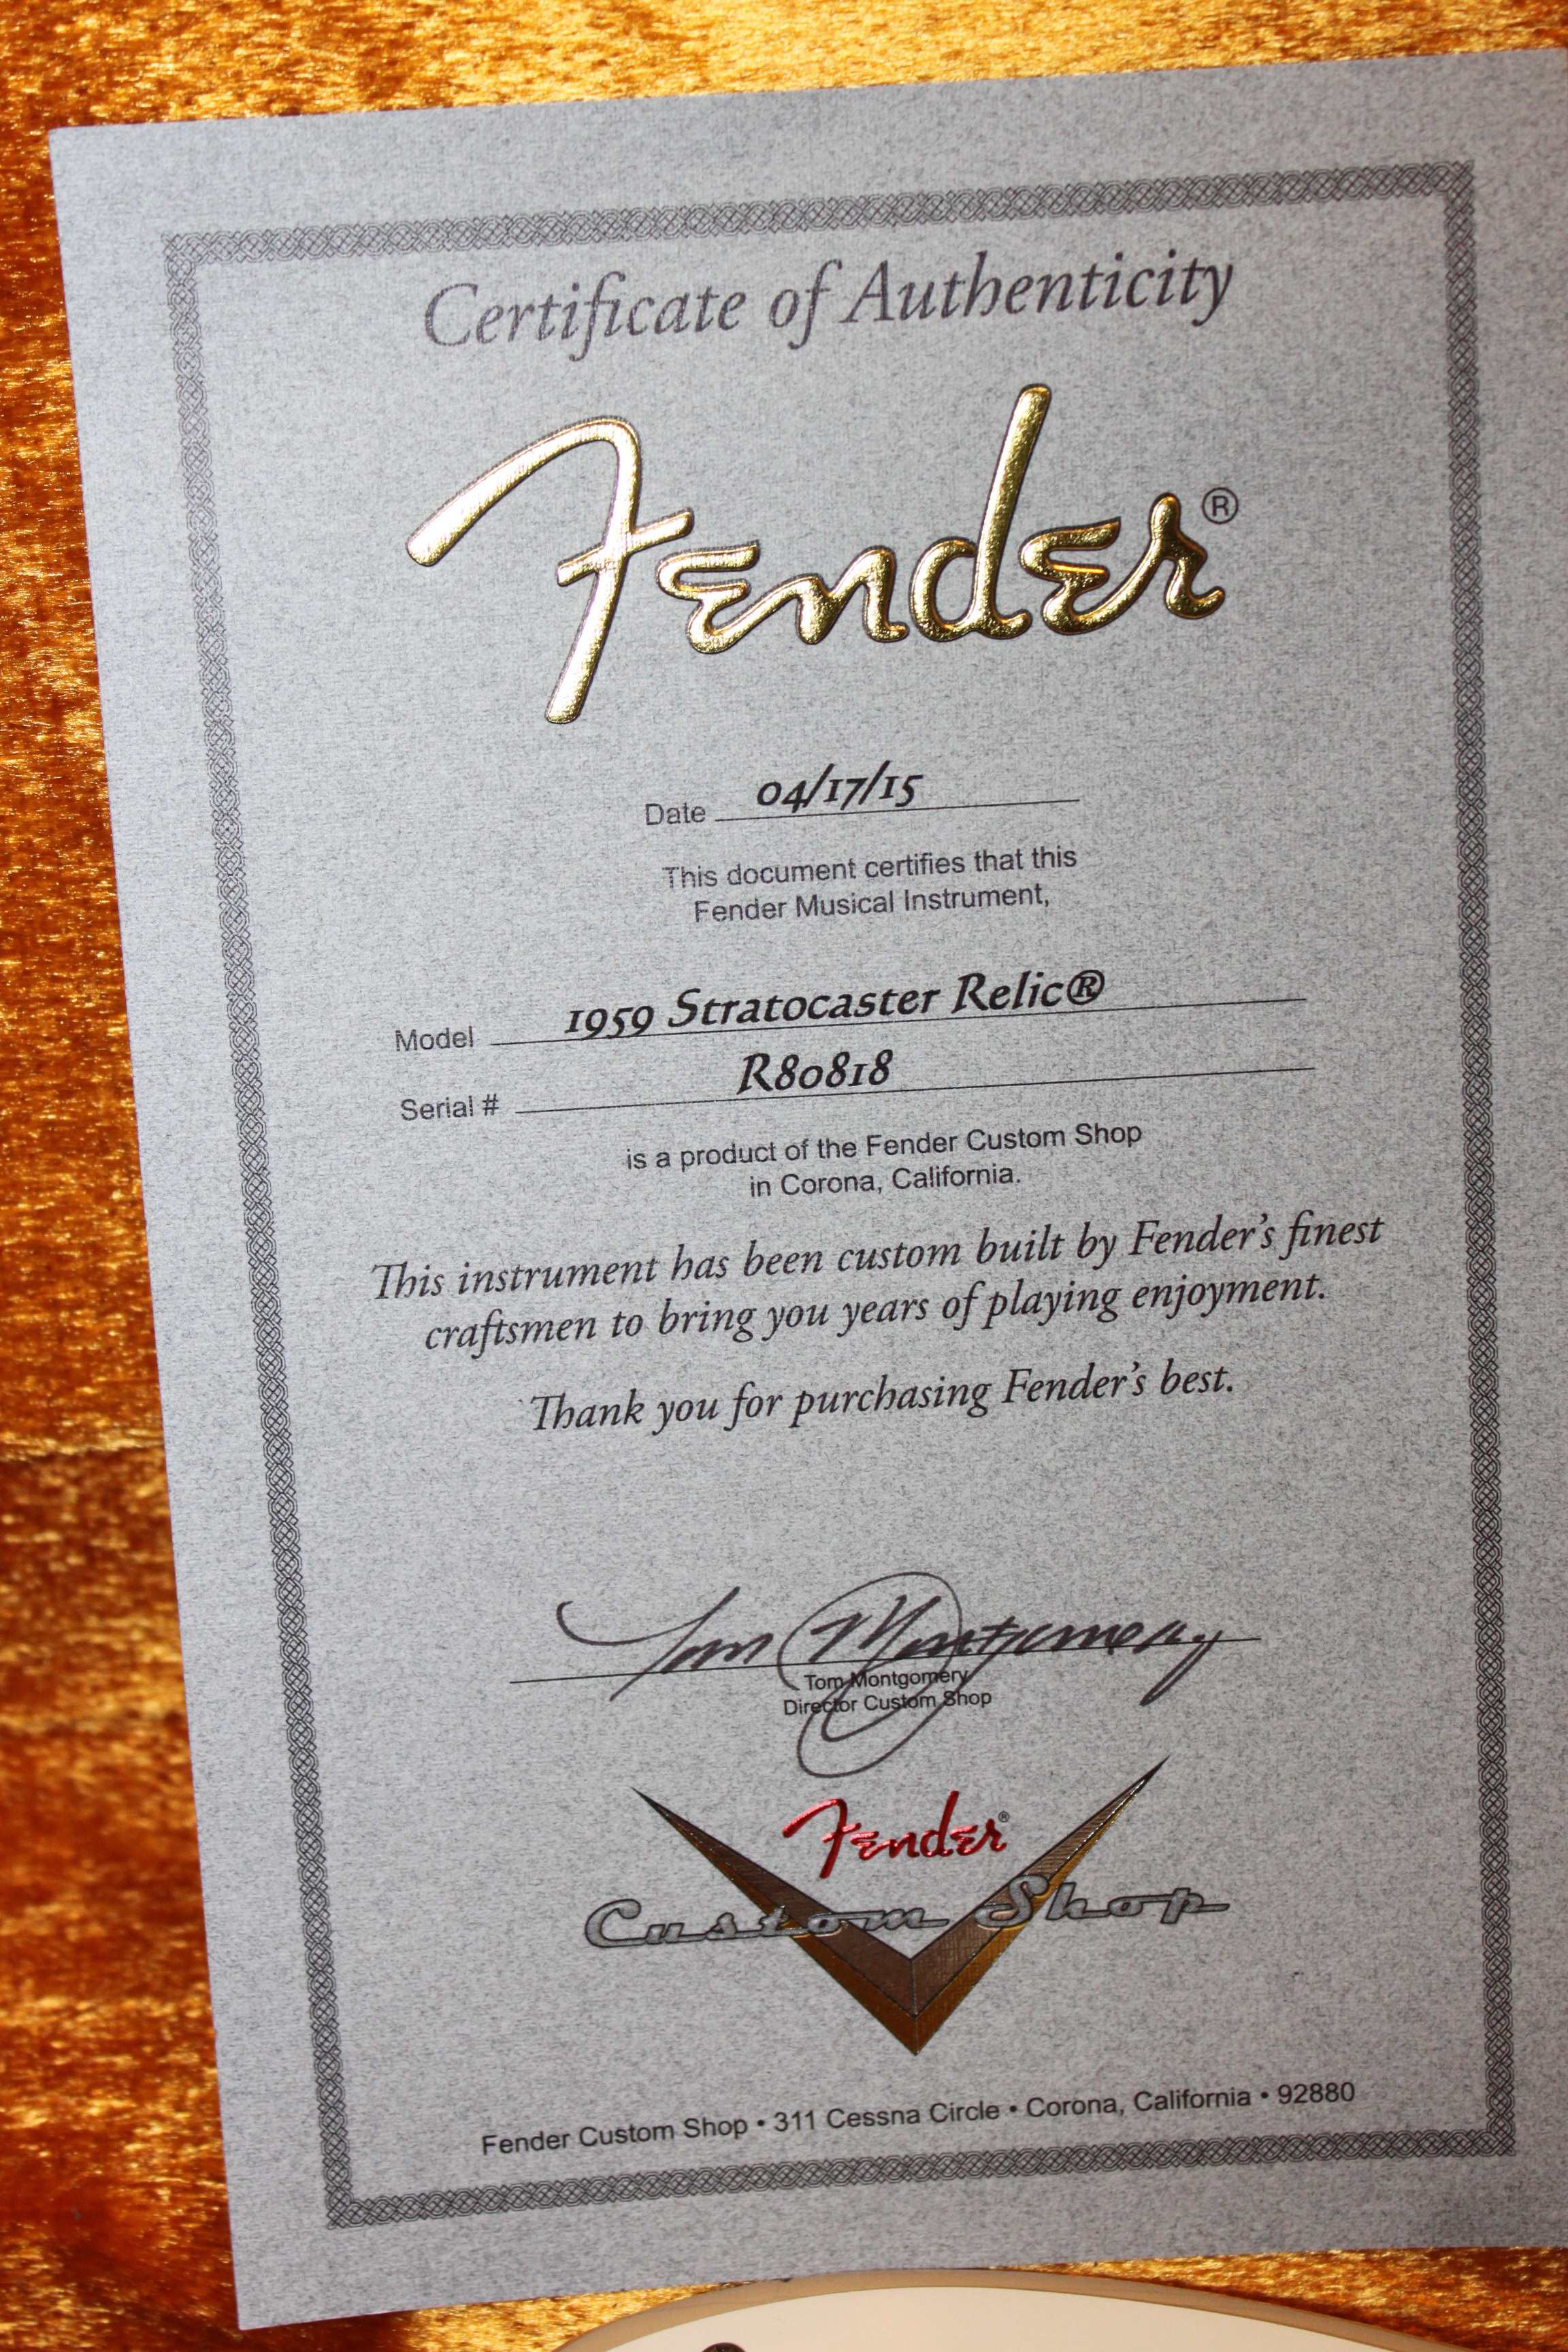 Certificate of Authenticity
Fender®
Date 04/17/15
This document certifies that this
Fender Musical Instrument,
Model 1959 Stratocaster Relic®
Serial # R80818
is a product of the Fender Custom Shop
in Corona, California.
This instrument has been custom built by Fender's finest
craftsmen to bring you years of playing enjoyment.
Thank you for purchasing Fender's best.
Tom Montgomery
Tom Montgomery
Director Custom Shop
Fender®
Custom Shop
Fender Custom Shop • 311 Cessna Circle • Corona, California • 92880